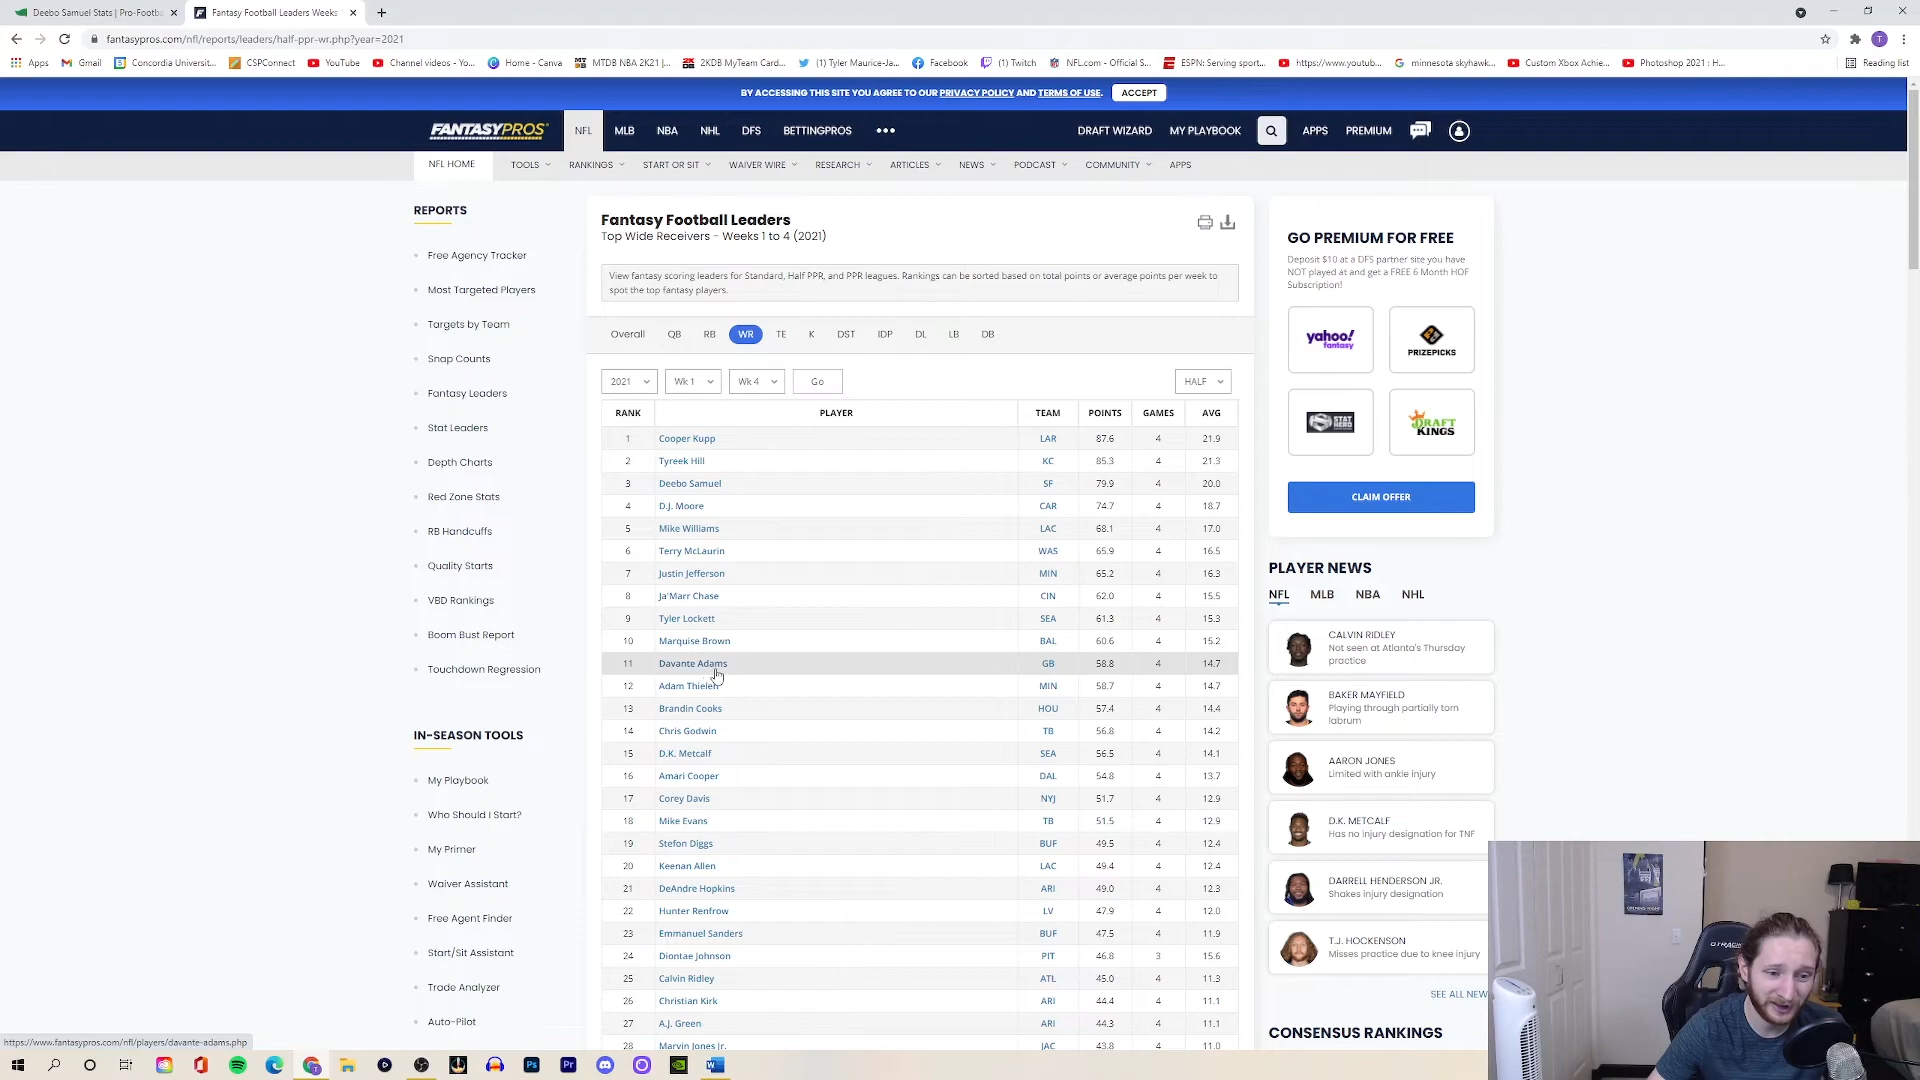 Deebo Samuel Stats | Pro-Footba
Fantasy Football Leaders Weeks
fantasypros.com/nfl/reports/leaders/half-ppr-wr.php?year=2021
Apps Gmail Concordia Universit... CSPConnect YouTube Channel videos - Yo... Home - Canva MTDB NBA 2K21 |... 2KDB MyTeam Card... (1) Tyler Maurice-Ja... Facebook (1) Twitch NFL.com - Official S... ESPN: Serving sport... https://www.youtub... minnesota skyhawk... Custom Xbox Achie... Photoshop 2021 : H... Reading list
BY ACCESSING THIS SITE YOU AGREE TO OUR PRIVACY POLICY AND TERMS OF USE. ACCEPT
FANTASYPROS NFL MLB NBA NHL DFS BETTINGPROS ••• DRAFT WIZARD MY PLAYBOOK APPS PREMIUM
NFL HOME TOOLS RANKINGS START OR SIT WAIVER WIRE RESEARCH ARTICLES NEWS PODCAST COMMUNITY APPS
REPORTS
Free Agency Tracker
Most Targeted Players
Targets by Team
Snap Counts
Fantasy Leaders
Stat Leaders
Depth Charts
Red Zone Stats
RB Handcuffs
Quality Starts
VBD Rankings
Boom Bust Report
Touchdown Regression
IN-SEASON TOOLS
My Playbook
Who Should I Start?
My Primer
Waiver Assistant
Free Agent Finder
Start/Sit Assistant
Trade Analyzer
Auto-Pilot
Fantasy Football Leaders
Top Wide Receivers - Weeks 1 to 4 (2021)
View fantasy scoring leaders for Standard, Half PPR, and PPR leagues. Rankings can be sorted based on total points or average points per week to
spot the top fantasy players.
Overall QB RB WR TE K DST IDP DL LB DB
2021 Wk 1 Wk 4 Go HALF
RANK PLAYER TEAM POINTS GAMES AVG
1 Cooper Kupp LAR 87.6 4 21.9
2 Tyreek Hill KC 85.3 4 21.3
3 Deebo Samuel SF 79.9 4 20.0
4 D.J. Moore CAR 74.7 4 18.7
5 Mike Williams LAC 68.1 4 17.0
6 Terry McLaurin WAS 65.9 4 16.5
7 Justin Jefferson MIN 65.2 4 16.3
8 Ja'Marr Chase CIN 62.0 4 15.5
9 Tyler Lockett SEA 61.3 4 15.3
10 Marquise Brown BAL 60.6 4 15.2
11 Davante Adams GB 58.8 4 14.7
12 Adam Thielen MIN 58.7 4 14.7
13 Brandin Cooks HOU 57.4 4 14.4
14 Chris Godwin TB 56.8 4 14.2
15 D.K. Metcalf SEA 56.5 4 14.1
16 Amari Cooper DAL 54.8 4 13.7
17 Corey Davis NYJ 51.7 4 12.9
18 Mike Evans TB 51.5 4 12.9
19 Stefon Diggs BUF 49.5 4 12.4
20 Keenan Allen LAC 49.4 4 12.4
21 DeAndre Hopkins ARI 49.0 4 12.3
22 Hunter Renfrow LV 47.9 4 12.0
23 Emmanuel Sanders BUF 47.5 4 11.9
24 Diontae Johnson PIT 46.8 3 15.6
25 Calvin Ridley ATL 45.0 4 11.3
26 Christian Kirk ARI 44.4 4 11.1
27 A.J. Green ARI 44.3 4 11.1
28 Marvin Jones Jr. JAC 43.8 4 11.0
GO PREMIUM FOR FREE
Deposit $10 at a DFS partner site you have
NOT played at and get a FREE 6 Month HOF
Subscription!
yahoo! fantasy
PRIZEPICKS
STAT HERO
DRAFT KINGS
CLAIM OFFER
PLAYER NEWS
NFL MLB NBA NHL
CALVIN RIDLEY
Not seen at Atlanta's Thursday
practice
BAKER MAYFIELD
Playing through partially torn
labrum
AARON JONES
Limited with ankle injury
D.K. METCALF
Has no injury designation for TNF
DARRELL HENDERSON JR.
Shakes injury designation
T.J. HOCKENSON
Misses practice due to knee injury
SEE ALL NEW
CONSENSUS RANKINGS
https://www.fantasypros.com/nfl/players/davante-adams.php